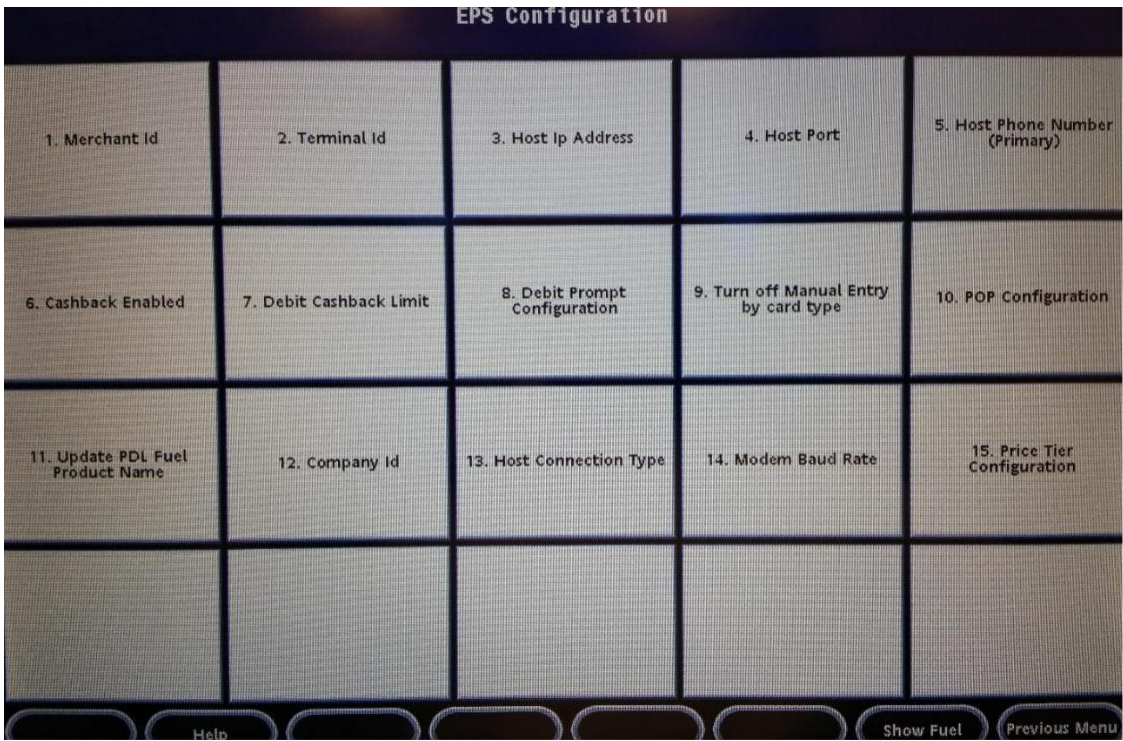 EPS Configuration
1. Merchant Id
2. Terminal Id
3. Host Ip Address
4. Host Port
5. Host Phone Number
(Primary)
6. Cashback Enabled
7. Debit Cashback Limit
8. Debit Prompt
Configuration
9. Turn off Manual Entry
by card type
10. POP Configuration
11. Update PDL Fuel
Product Name
12. Company Id
13. Host Connection Type
14. Modem Baud Rate
15. Price Tier
Configuration
Help
Show Fuel
Previous Menu